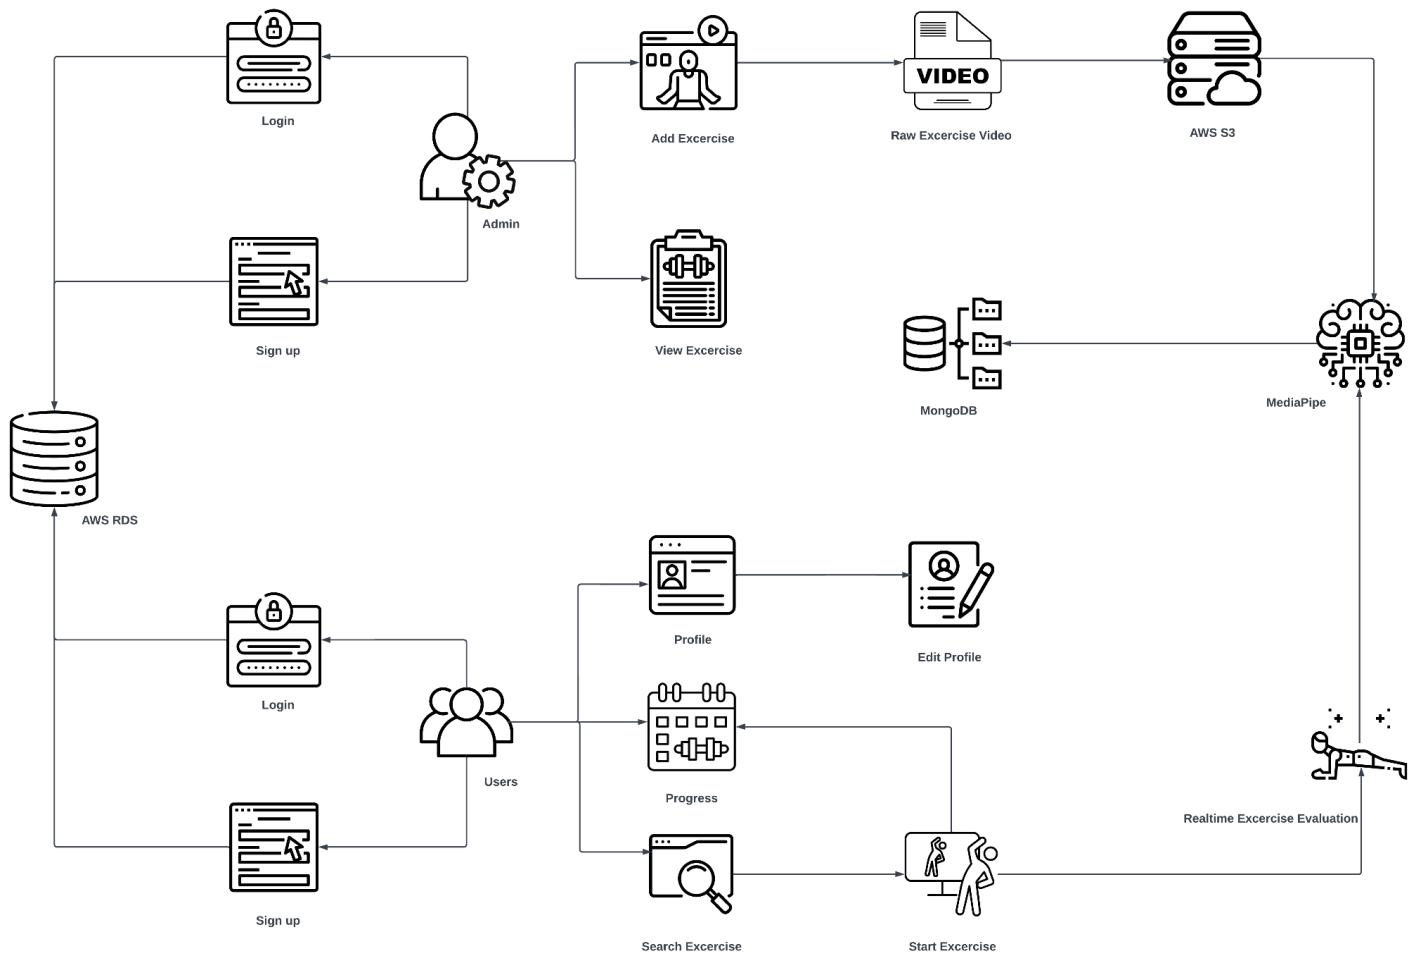 Login
Add Excercise
VIDEO
Raw Excercise Video
AWS S3
Admin
Sign up
View Excercise
MongoDB
MediaPipe
AWS RDS
Profile
Edit Profile
Login
Users
Progress
Realtime Excercise Evaluation
Sign up
Search Excercise
Start Excercise